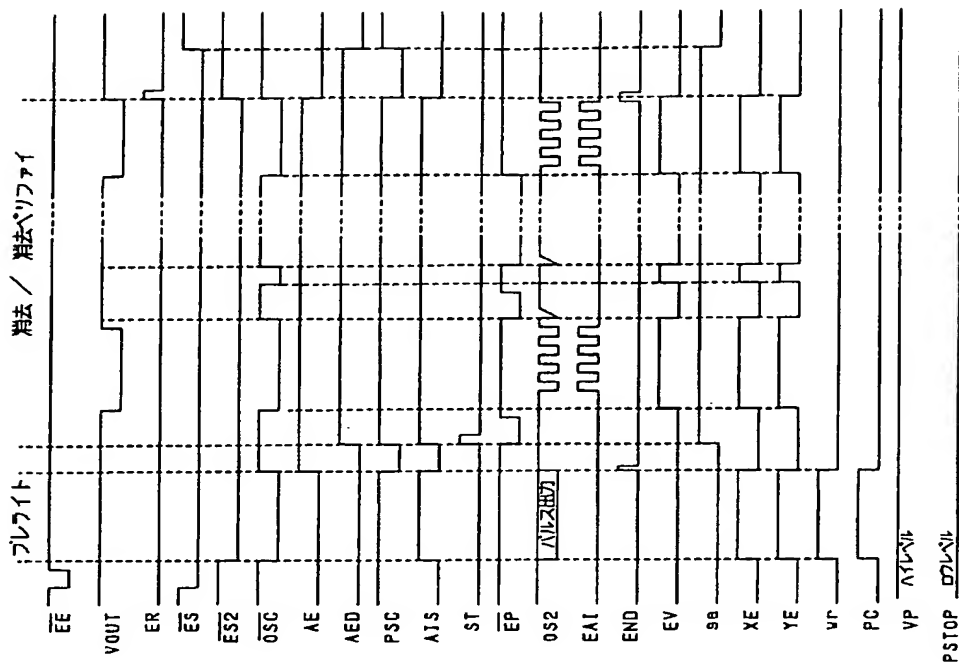 プレライト
消去 / 消去ベリファイ
EE
VOUT
ER
ES
ES2
OSC
AE
AED
PSC
AIS
ST
EP
OS2
パルス出力
EAI
END
EV
sa
XE
YE
wr
PC
VP ハイレベル
PSTOP ロウレベル